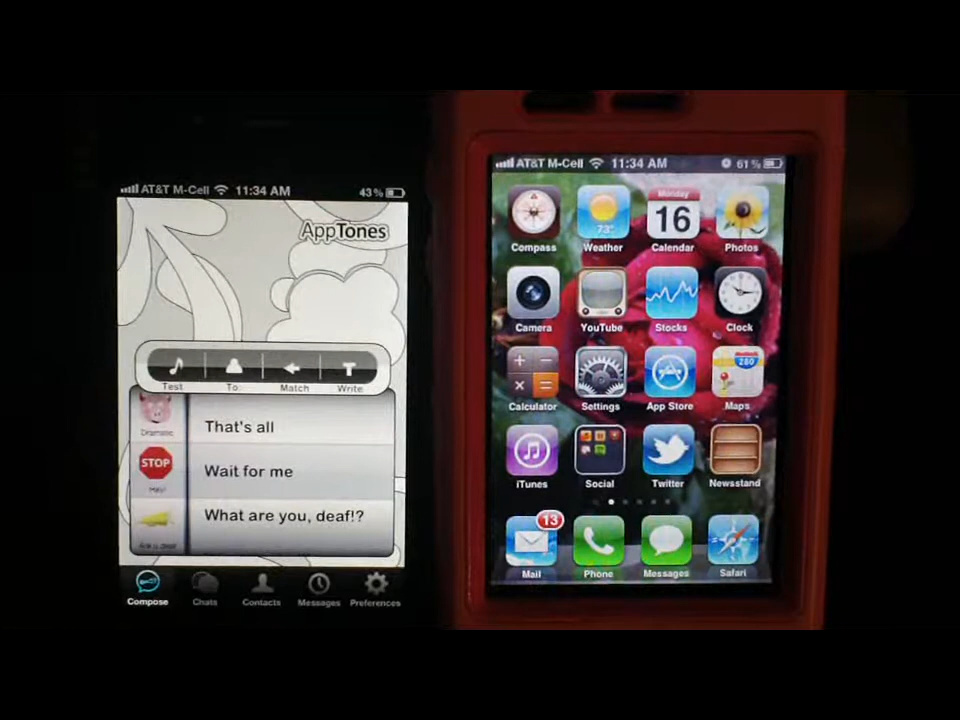 AT&T M-Cell 11:34 AM 43%
AppTones
Test To: Match Write
Dramatic
That's all
STOP
Wait for me
Hey!
What are you, deaf!?
Are u deaf
Compose Chats Contacts Messages Preferences
AT&T M-Cell 11:34 AM 61%
73°
Monday
16
Compass Weather Calendar Photos
Camera YouTube Stocks Clock
280
Calculator Settings App Store Maps
iTunes Social Twitter Newsstand
13
Mail Phone Messages Safari